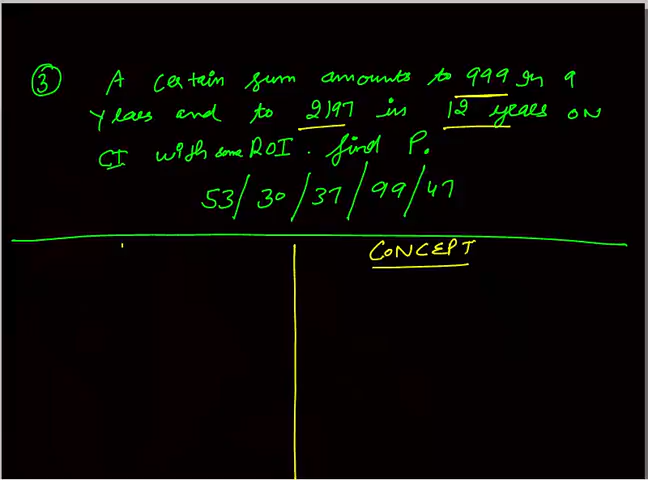 ③ A certain sum amounts to 999 in 9
years and to 2197 in 12 years on
CI with same ROI. find P.
53/30/37/99/47
CONCEPT